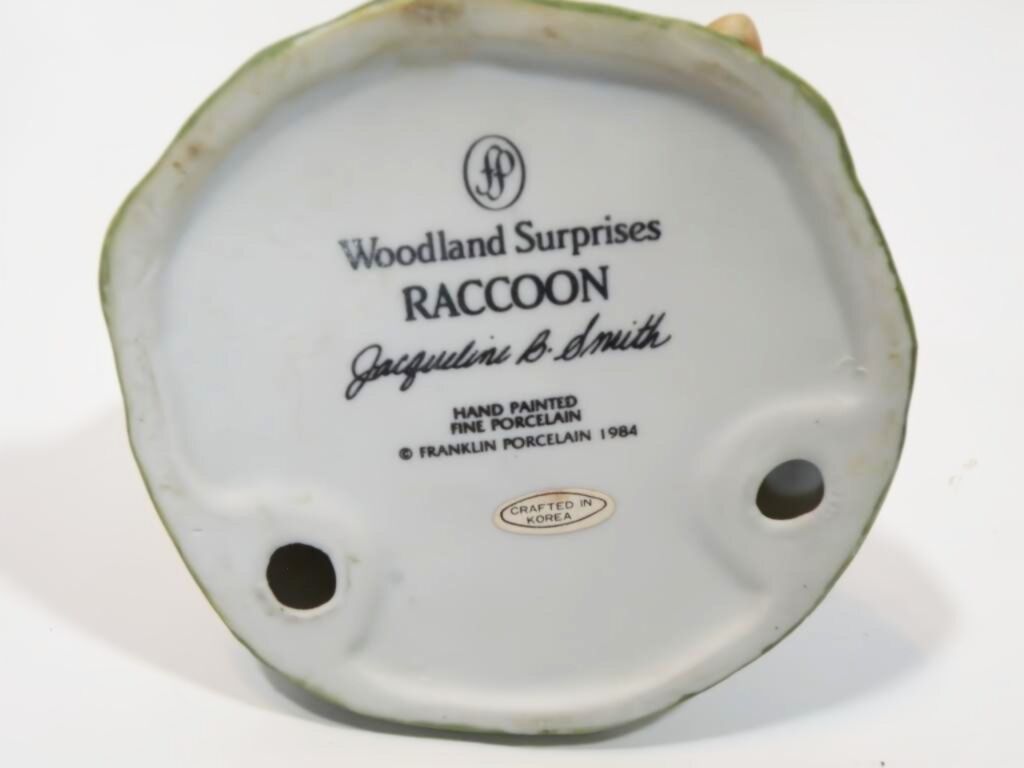 FP
Woodland Surprises
RACCOON
Jacqueline B. Smith
HAND PAINTED
FINE PORCELAIN
© FRANKLIN PORCELAIN 1984
CRAFTED IN
KOREA